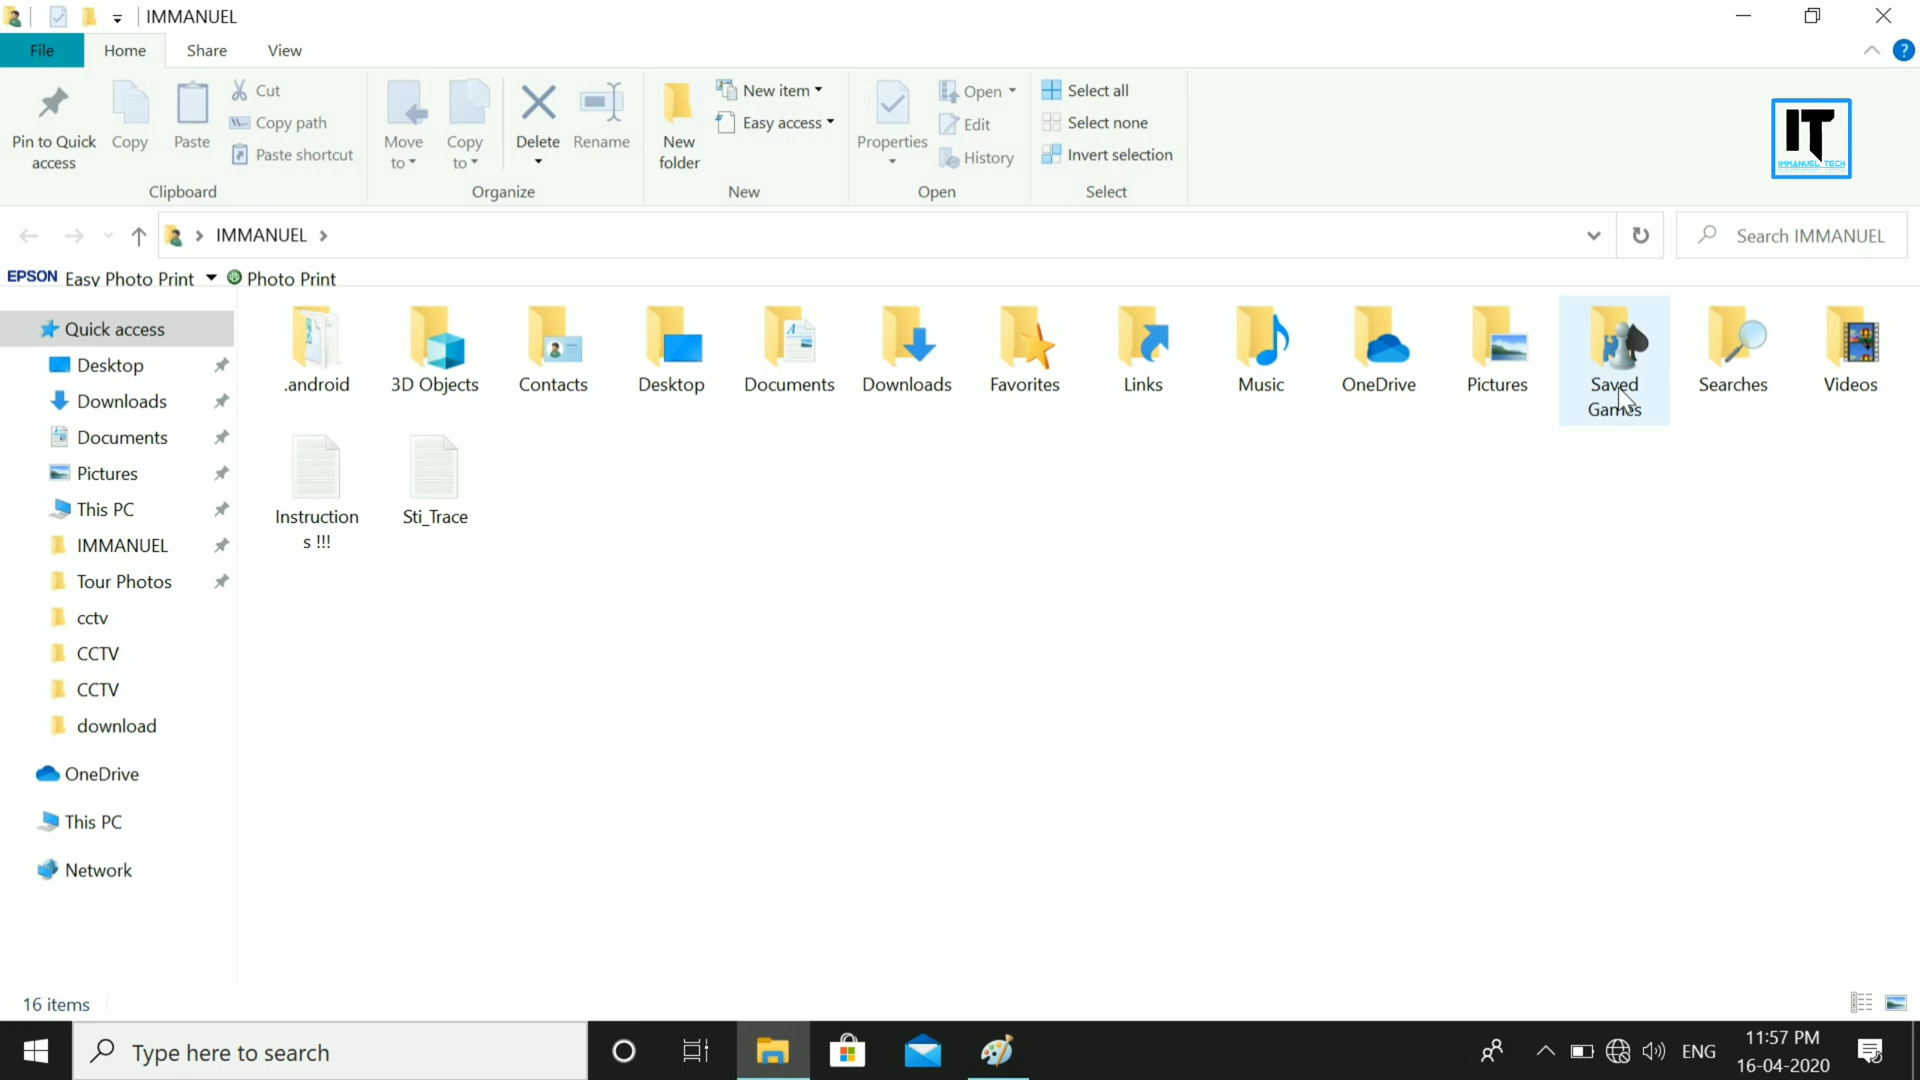 IMMANUEL
File Home Share View
Pin to Quick access
Copy
Paste
Cut
Copy path
Paste shortcut
Clipboard
Move to
Copy to
Delete
Rename
Organize
New folder
New item
Easy access
New
Properties
Open
Edit
History
Open
Select all
Select none
Invert selection
Select
IT
IMMANUEL TECH
IMMANUEL
Search IMMANUEL
EPSON Easy Photo Print Photo Print
Quick access
Desktop
Downloads
Documents
Pictures
This PC
IMMANUEL
Tour Photos
cctv
CCTV
CCTV
download
OneDrive
This PC
Network
.android
3D Objects
Contacts
Desktop
Documents
Downloads
Favorites
Links
Music
OneDrive
Pictures
Saved
Games
Searches
Videos
Instruction
s !!!
Sti_Trace
16 items
Type here to search
ENG
11:57 PM
16-04-2020